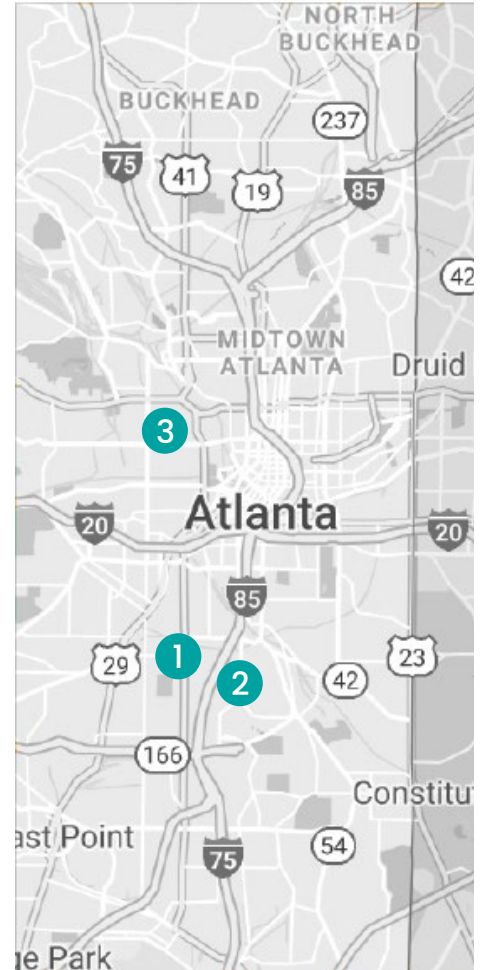 NORTH
BUCKHEAD
BUCKHEAD
237
75
41
19
85
42
MIDTOWN
ATLANTA
Druid
3
Atlanta
20
20
85
1
29
2
42
23
166
Constitu
ast Point
54
75
ge Park